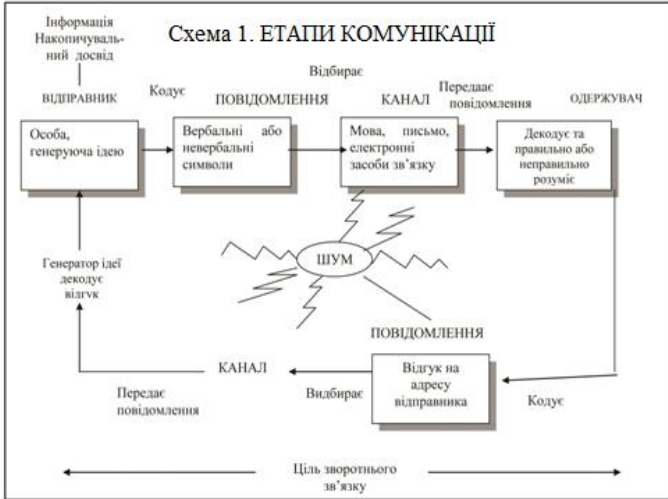 Інформація
Накопичуваль-
ний досвід
Схема 1. ЕТАПИ КОМУНІКАЦІЇ
ВІДПРАВНИК
Кодує
ПОВІДОМЛЕННЯ
Відбирає
КАНАЛ
Передаає
повідомлення
ОДЕРЖУВАЧ
Особа,
генеруюча ідею
Вербальні або
невербальні
символи
Мова, письмо,
електронні
засоби зв’язку
Декодує та
правильно або
неправильно
розуміє
ШУМ
Генератор ідеї
декодує
відгук
ПОВІДОМЛЕННЯ
Відгук на
адресу
відправника
КАНАЛ
Передає
повідомлення
Видбирає
Кодує
Ціль зворотнього
зв’язку